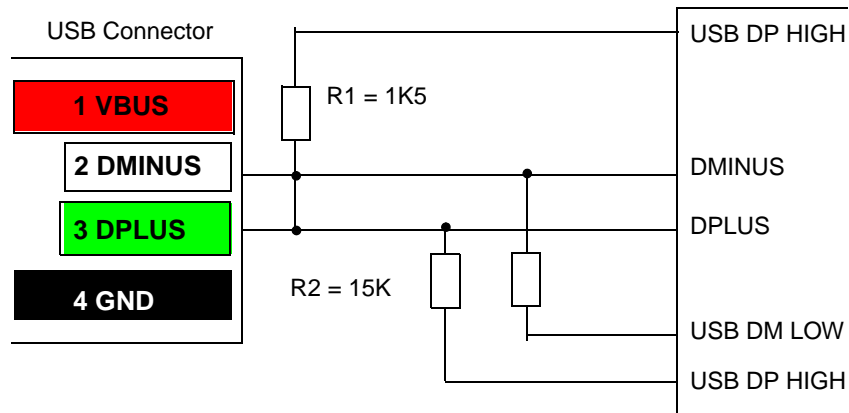 USB Connector
USB DP HIGH
1 VBUS
R1 = 1K5
2 DMINUS
DMINUS
3 DPLUS
DPLUS
R2 = 15K
4 GND
USB DM LOW
USB DP HIGH